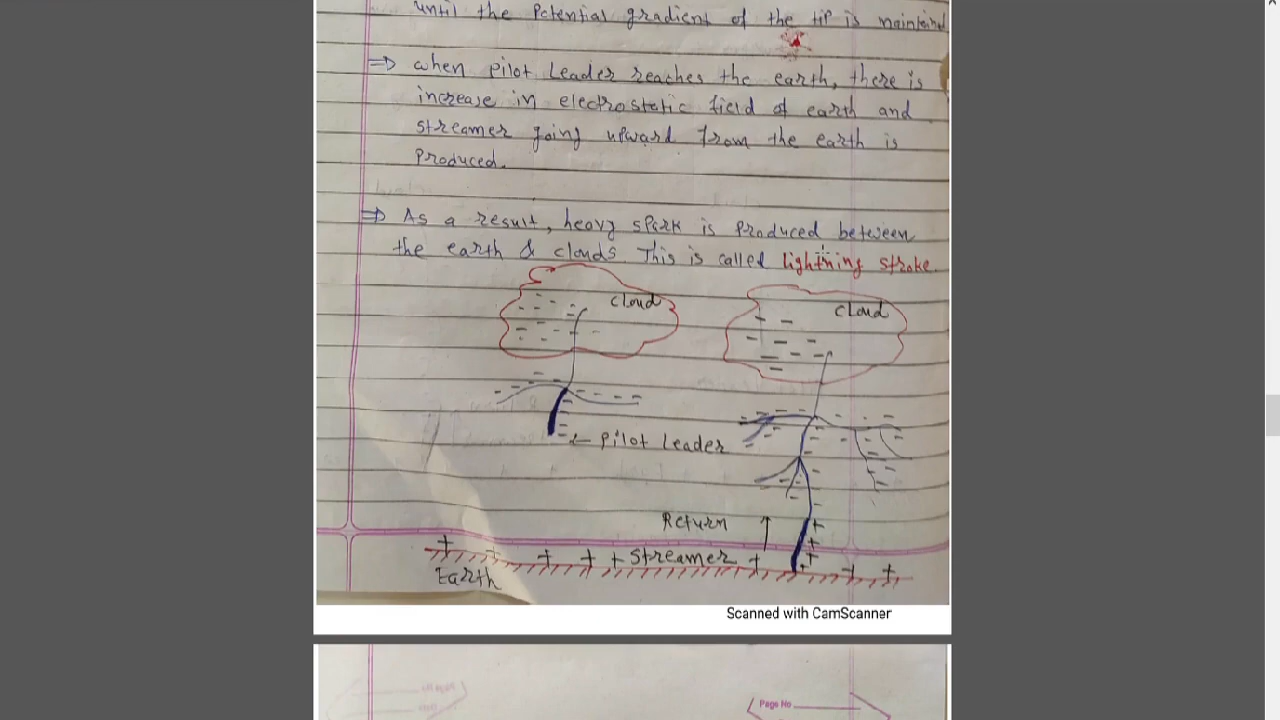 until the potential gradient of the tip is maintained
⇒ when pilot Leader reaches the earth, there is
increase in electrostatic field of earth and
streamer going upward from the earth is
produced.
⇒ As a result, heavy spark is produced between
the earth & clouds This is called lightning stroke.
cloud
cloud
← Pilot Leader
Return
Streamer
Earth
Scanned with CamScanner
Page No